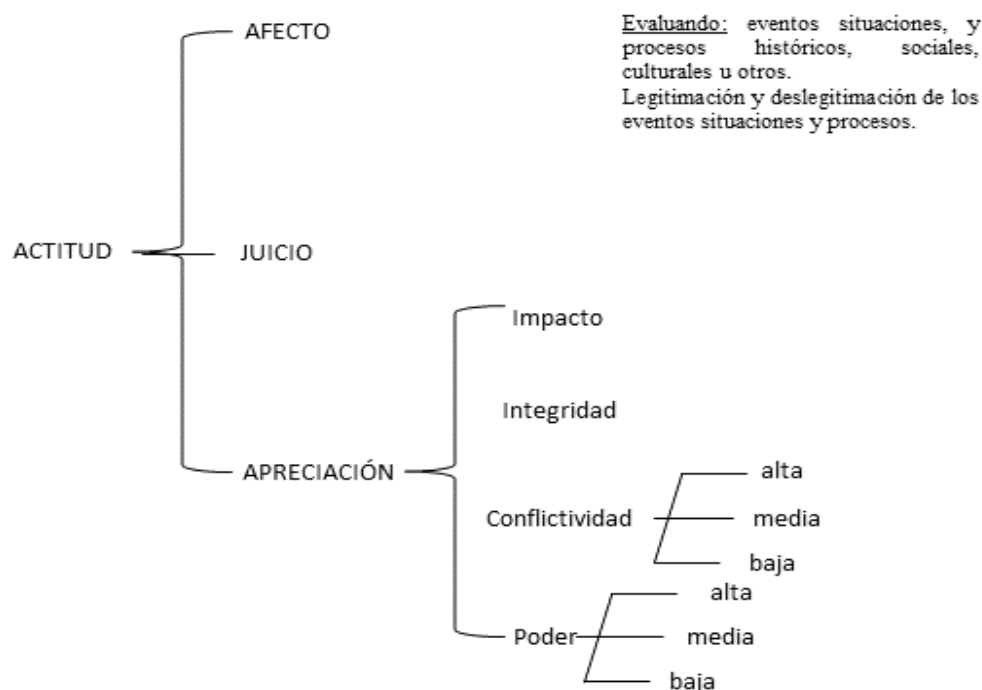 AFECTO
Evaluando: eventos situaciones, y
procesos históricos, sociales,
culturales u otros.
Legitimación y deslegitimación de los
eventos situaciones y procesos.
ACTITUD
JUICIO
Impacto
Integridad
APRECIACIÓN
alta
Conflictividad
media
baja
alta
Poder
media
baja